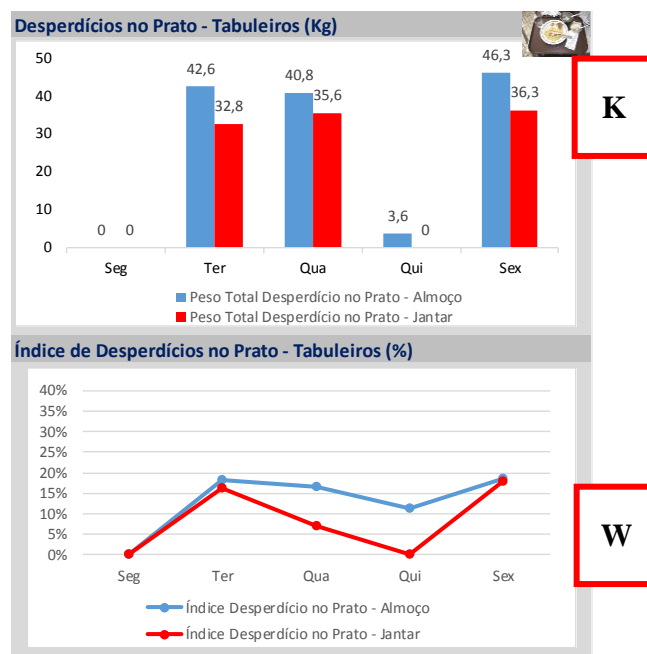 Desperdícios no Prato - Tabuleiros (Kg)
50
40
30
20
10
0
0 0
42,6
32,8
40,8
35,6
3,6
0
46,3
36,3
Seg Ter Qua Qui Sex
Peso Total Desperdício no Prato - Almoço
Peso Total Desperdício no Prato - Jantar
K
Índice de Desperdícios no Prato - Tabuleiros (%)
40%
35%
30%
25%
20%
15%
10%
5%
0%
Seg Ter Qua Qui Sex
Índice Desperdício no Prato - Almoço
Índice Desperdício no Prato - Jantar
W